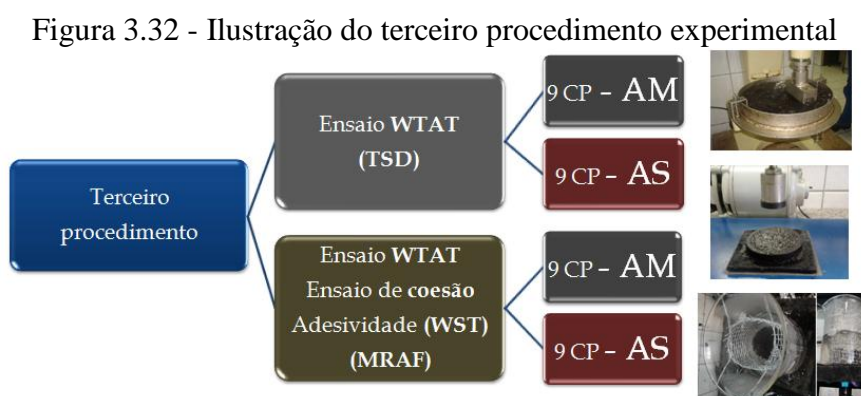 Figura 3.32 - Ilustração do terceiro procedimento experimental
Terceiro
procedimento
Ensaio WTAT
(TSD)
9 CP – AM
9 CP – AS
Ensaio WTAT
Ensaio de coesão
Adesividade (WST)
(MRAF)
9 CP – AM
9 CP – AS